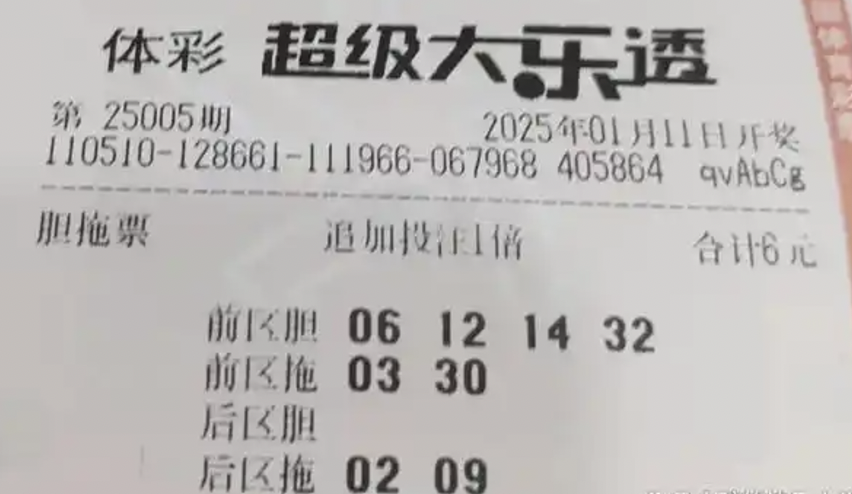 体彩 超级大乐透
第 25005期 2025年01月11日开奖
110510-128661-111966-067968 405864 qvAbCg
胆拖票 追加投注1倍 合计6元
前区胆 06 12 14 32
前区拖 03 30
后区胆
后区拖 02 09